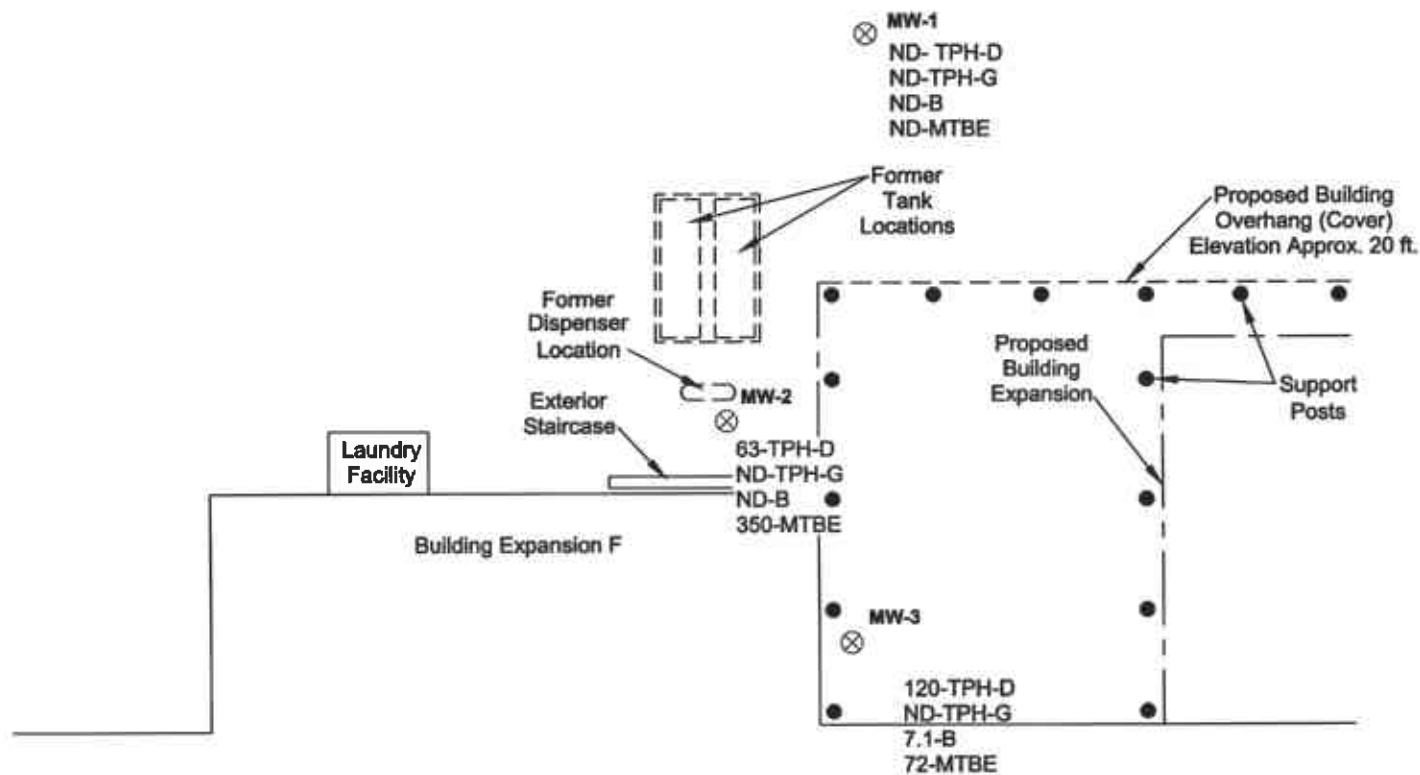 MW-1
ND- TPH-D
ND-TPH-G
ND-B
ND-MTBE
Former
Tank
Locations
Proposed Building
Overhang (Cover)
Elevation Approx. 20 ft.
Former
Dispenser
Location
Proposed
Building
Expansion
Support
Posts
MW-2
Exterior
Staircase
63-TPH-D
ND-TPH-G
ND-B
350-MTBE
Laundry
Facility
Building Expansion F
MW-3
120-TPH-D
ND-TPH-G
7.1-B
72-MTBE